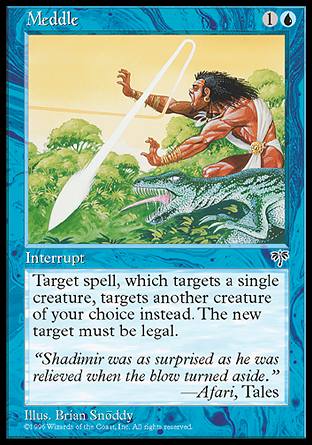 Meddle 1
Interrupt
Target spell, which targets a single
creature, targets another creature
of your choice instead. The new
target must be legal.
"Shadimir was as surprised as he was
relieved when the blow turned aside."
—Afari, Tales
Illus. Brian Snōddy
©1996 Wizards of the Coast, Inc. All rights reserved.